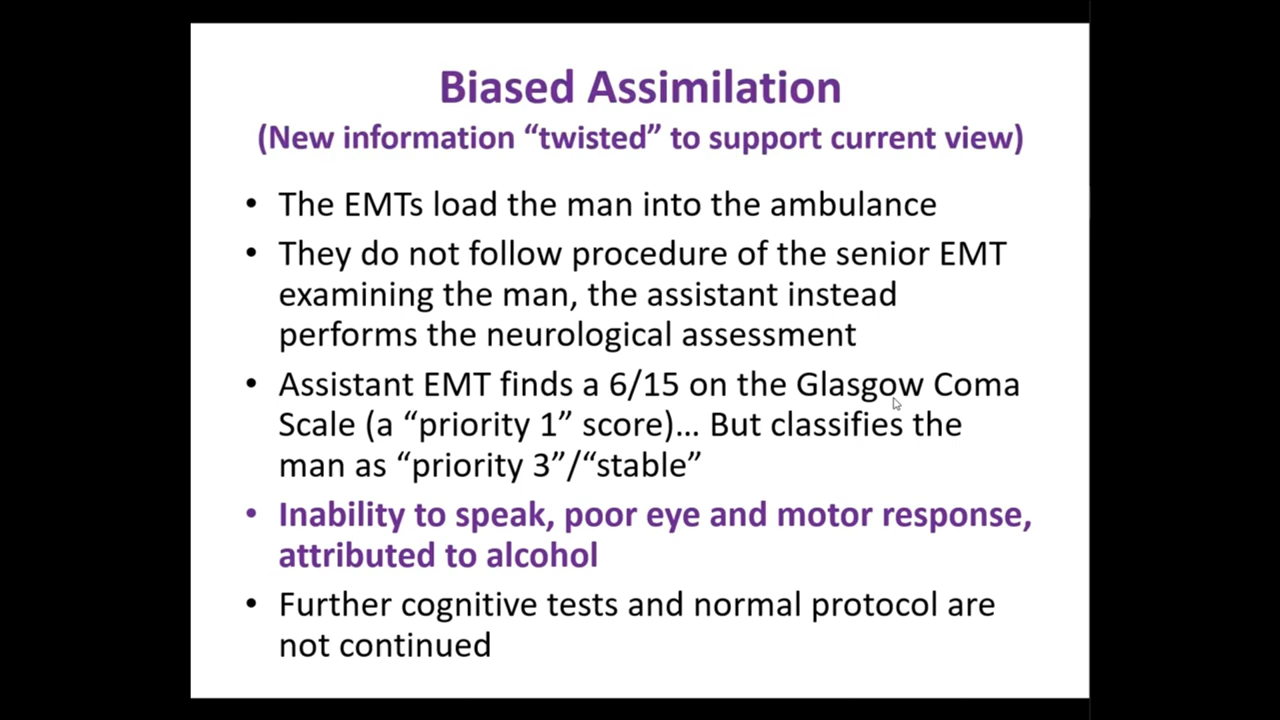 Biased Assimilation
(New information “twisted” to support current view)
• The EMTs load the man into the ambulance
• They do not follow procedure of the senior EMT
examining the man, the assistant instead
performs the neurological assessment
• Assistant EMT finds a 6/15 on the Glasgow Coma
Scale (a “priority 1” score)... But classifies the
man as “priority 3”/“stable”
• Inability to speak, poor eye and motor response,
attributed to alcohol
• Further cognitive tests and normal protocol are
not continued